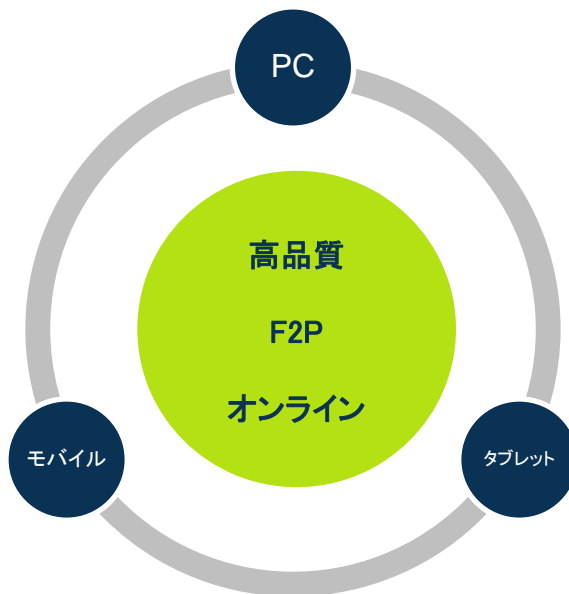 PC
高品質
F2P
オンライン
モバイル
タブレット